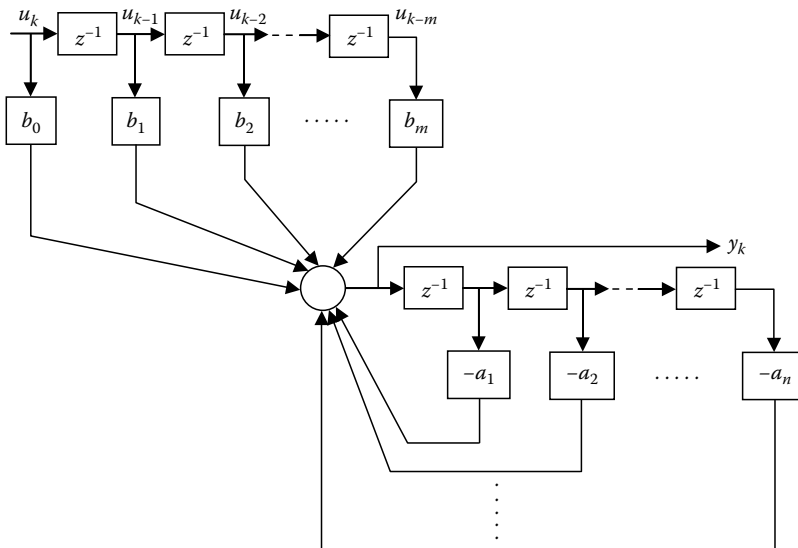 u_k u_{k–1} u_{k–2} u_{k–m}
z^{–1} z^{–1} z^{–1}
b_0 b_1 b_2 ..... b_m
y_k
z^{–1} z^{–1} z^{–1}
–a_1 –a_2 ..... –a_n
.....